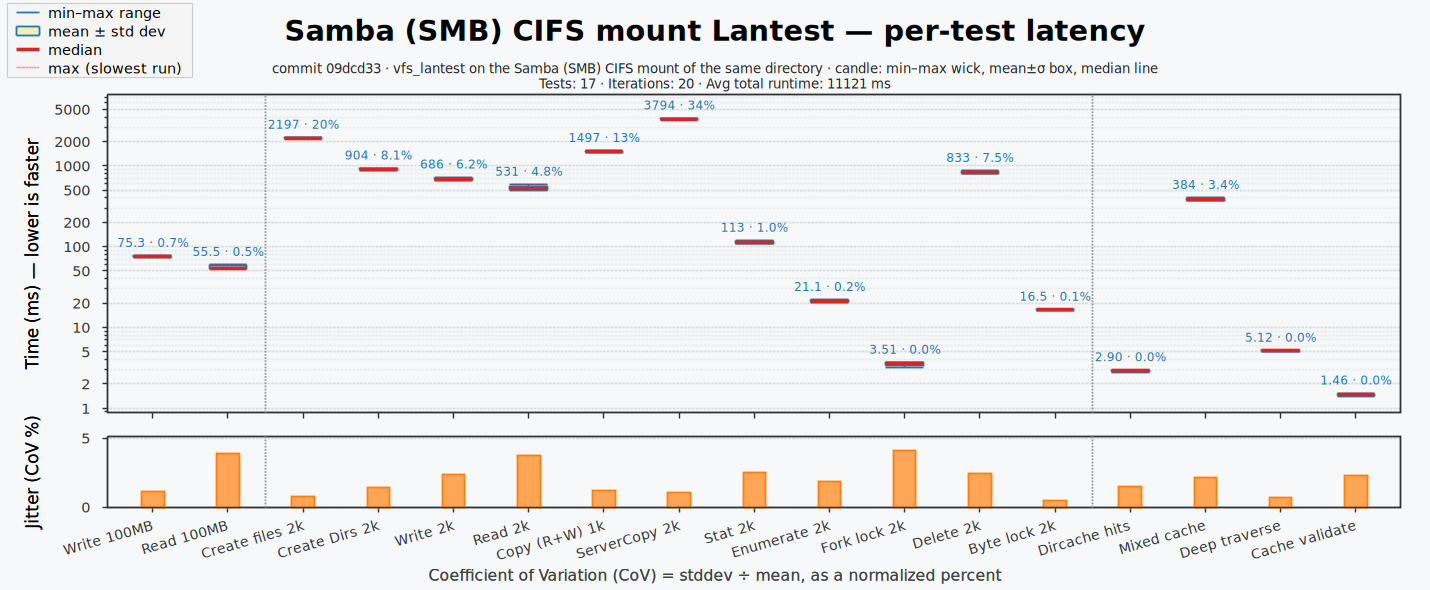 min–max range
mean ± std dev
median
max (slowest run)
Samba (SMB) CIFS mount Lantest — per-test latency
commit 09dcd33 · vfs_lantest on the Samba (SMB) CIFS mount of the same directory · candle: min–max wick, mean±σ box, median line
Tests: 17 · Iterations: 20 · Avg total runtime: 11121 ms
Time (ms) — lower is faster
5000
2000
1000
500
200
100
50
20
10
5
2
1
75.3 · 0.7%
55.5 · 0.5%
2197 · 20%
904 · 8.1%
686 · 6.2%
531 · 4.8%
1497 · 13%
3794 · 34%
113 · 1.0%
21.1 · 0.2%
3.51 · 0.0%
833 · 7.5%
16.5 · 0.1%
2.90 · 0.0%
384 · 3.4%
5.12 · 0.0%
1.46 · 0.0%
Jitter (CoV %)
5
0
Write 100MB
Read 100MB
Create files 2k
Create Dirs 2k
Write 2k
Read 2k
Copy (R+W) 1k
ServerCopy 2k
Stat 2k
Enumerate 2k
Fork lock 2k
Delete 2k
Byte lock 2k
Dircache hits
Mixed cache
Deep traverse
Cache validate
Coefficient of Variation (CoV) = stddev ÷ mean, as a normalized percent